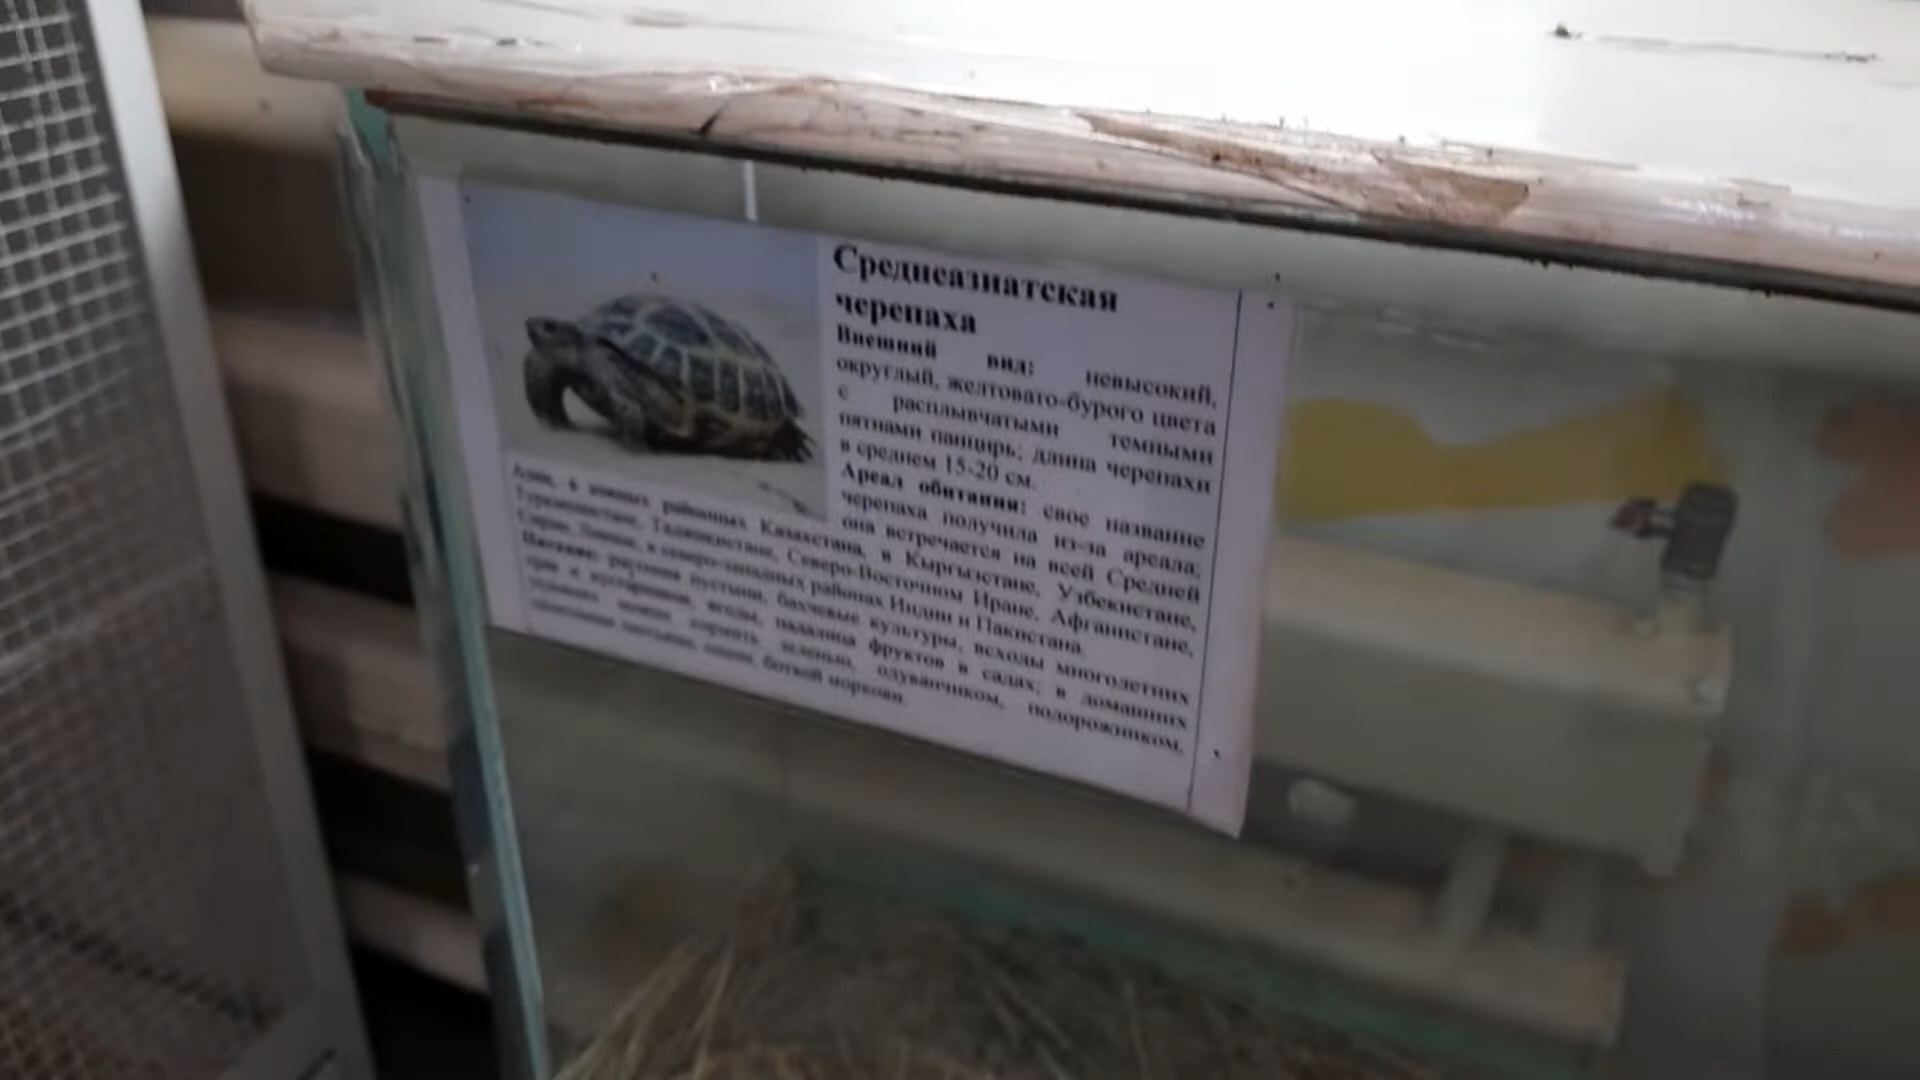 Среднеазиатская
черепаха
Внешний вид: невысокий,
округлый, желтовато-бурого цвета
с расплывчатыми темными
пятнами панцирь; длина черепахи
в среднем 15-20 см.
Ареал обитания: свое название
черепаха получила из-за ареала;
она встречается на всей Средней
Азии, в южных районных Казахстана, в Кыргызстане, Узбекистане,
Туркменистане, Таджикистане, Северо-Восточном Иране, Афганистане,
в северо-западных районах Индии и Пакистана.
Питание: растения пустыни, бахчевые культуры, всходы многолетних
трав и кустарников, ягоды, падалица фруктов в садах; в домашних
условиях можно кормить зеленью, одуванчиком, подорожником,
ботвой моркови